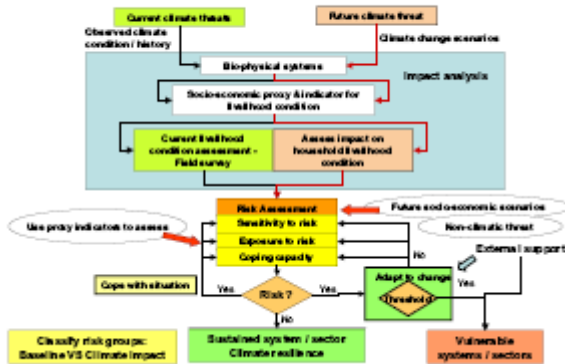 Current climate threats
Future climate threat
Observed climate
condition / history
Climate change scenarios
Bio-physical systems
Impact analysis
Socio-economic proxy & indicator for
livelihood condition
Current livelihood
condition assessment -
Field survey
Assess impact on
household livelihood
condition
Future socio-economic scenarios
Risk Assessment
Sensitivity to risk
Non-climatic threat
Use proxy indicators to assess
Exposure to risk
External support
Coping capacity
No
Adapt to change
Cope with situation
Yes
Risk ?
Yes
Threshold
Yes
No
Classify risk groups:
Baseline VS Climate impact
Sustained system / sector
Climate resilience
Vulnerable
systems / sectors